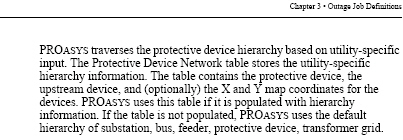 Chapter 3 • Outage Job Definitions
PROASYS traverses the protective device hierarchy based on utility-specific
input. The Protective Device Network table stores the utility-specific
hierarchy information. The table contains the protective device, the
upstream device, and (optionally) the X and Y map coordinates for the
devices. PROASYS uses this table if it is populated with hierarchy
information. If the table is not populated, PROASYS uses the default
hierarchy of substation, bus, feeder, protective device, transformer grid.